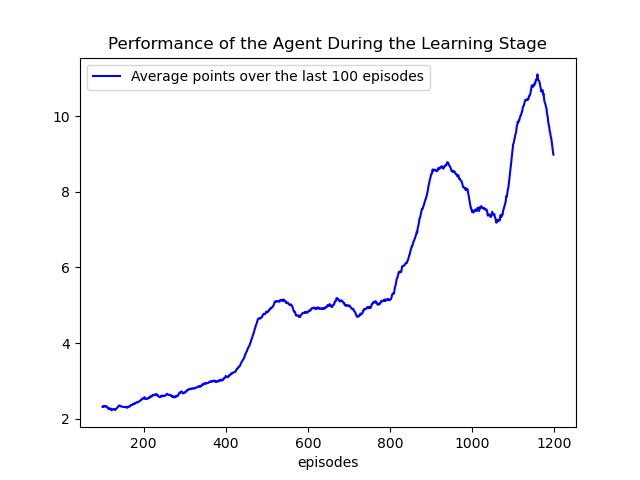 Performance of the Agent During the Learning Stage
Average points over the last 100 episodes
10
8
6
4
2
200 400 600 800 1000 1200
episodes